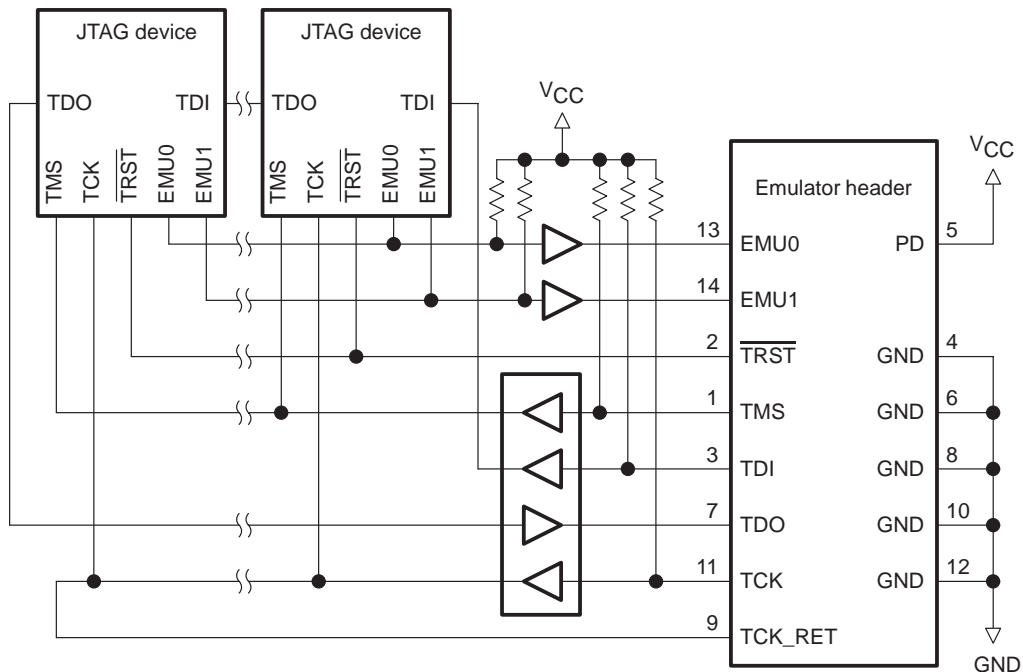 JTAG device
JTAG device
TDO
TDI
TDO
TDI
TMS
TCK
TRST
EMU0
EMU1
TMS
TCK
TRST
EMU0
EMU1
VCC
VCC
Emulator header
13
EMU0
PD
5
14
EMU1
2
TRST
GND
4
1
TMS
GND
6
3
TDI
GND
8
7
TDO
GND
10
11
TCK
GND
12
9
TCK_RET
GND